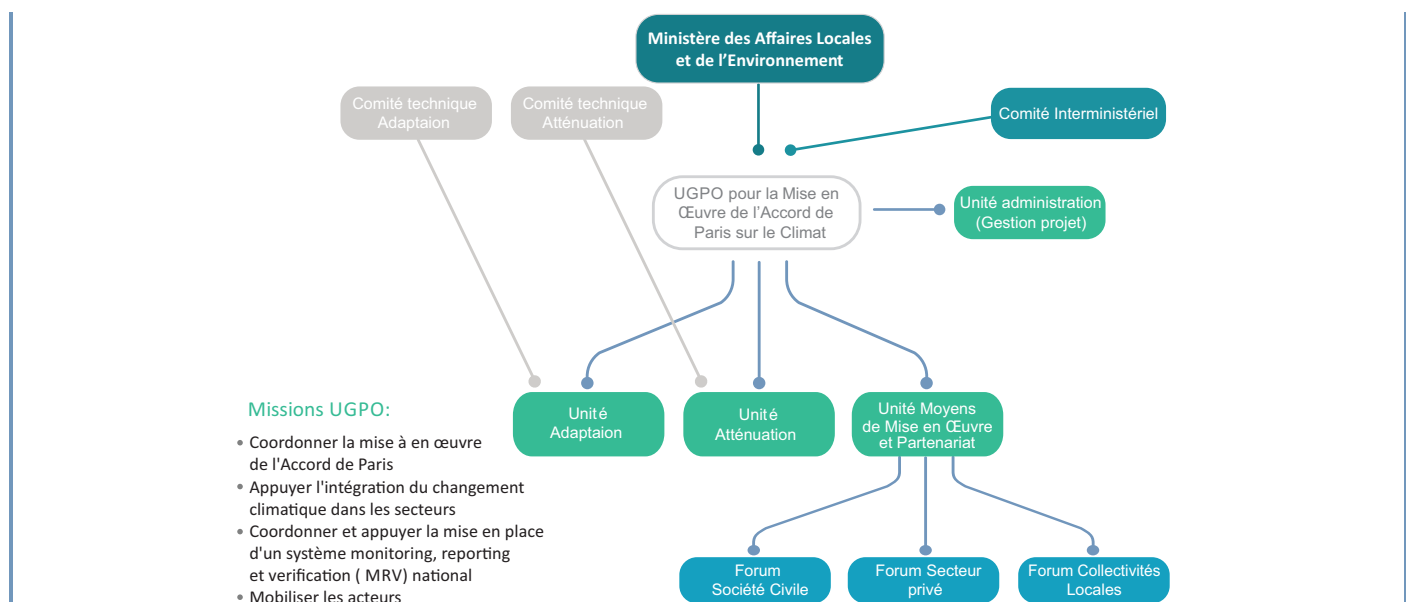 Ministère des Affaires Locales
et de l'Environnement
Comité technique
Adaptaion
Comité technique
Atténuation
Comité Interministériel
UGPO pour la Mise en
Œuvre de l'Accord de
Paris sur le Climat
Unité administration
(Gestion projet)
Unité
Adaptaion
Unité
Atténuation
Unité Moyens
de Mise en Œuvre
et Partenariat
Missions UGPO:
• Coordonner la mise à en œuvre
de l'Accord de Paris
• Appuyer l'intégration du changement
climatique dans les secteurs
• Coordonner et appuyer la mise en place
d'un système monitoring, reporting
et verification ( MRV) national
• Mobiliser les acteurs
Forum
Société Civile
Forum Secteur
privé
Forum Collectivités
Locales